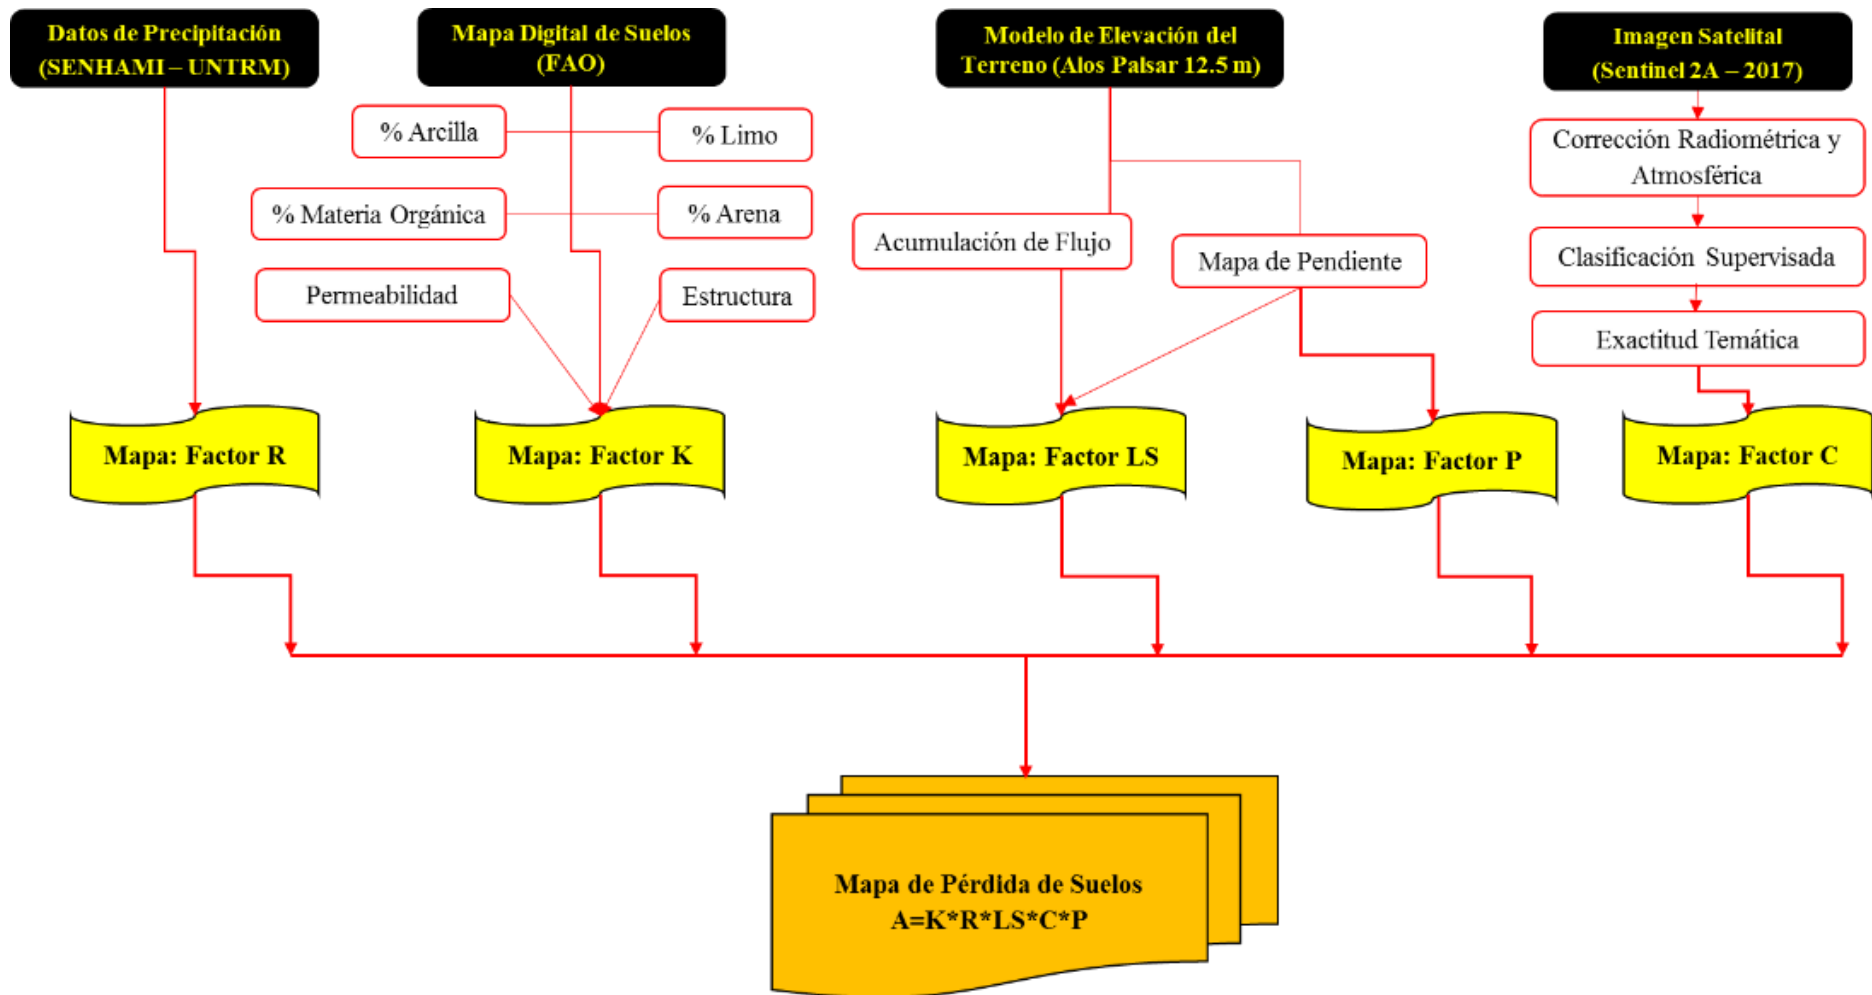 Datos de Precipitación
(SENHAMI – UNTRM)
Mapa Digital de Suelos
(FAO)
Modelo de Elevación del
Terreno (Alos Palsar 12.5 m)
Imagen Satelital
(Sentinel 2A – 2017)
% Arcilla
% Limo
% Materia Orgánica
% Arena
Permeabilidad
Estructura
Acumulación de Flujo
Mapa de Pendiente
Corrección Radiométrica y
Atmosférica
Clasificación Supervisada
Exactitud Temática
Mapa: Factor R
Mapa: Factor K
Mapa: Factor LS
Mapa: Factor P
Mapa: Factor C
Mapa de Pérdida de Suelos
A=K*R*LS*C*P